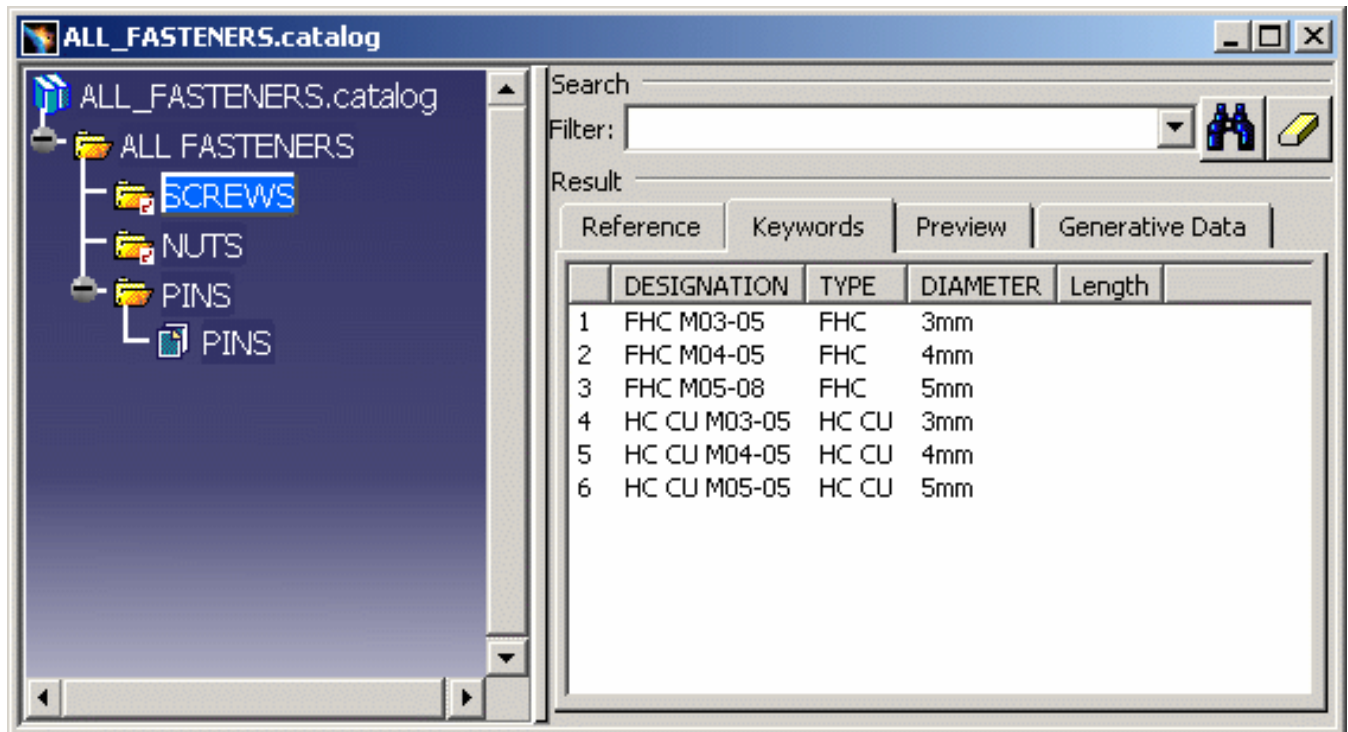 ALL_FASTENERS.catalog
ALL_FASTENERS.catalog
ALL FASTENERS
SCREWS
NUTS
PINS
PINS
Search
Filter:
Result
Reference Keywords Preview Generative Data
DESIGNATION TYPE DIAMETER Length
1 FHC M03-05 FHC 3mm
2 FHC M04-05 FHC 4mm
3 FHC M05-08 FHC 5mm
4 HC CU M03-05 HC CU 3mm
5 HC CU M04-05 HC CU 4mm
6 HC CU M05-05 HC CU 5mm